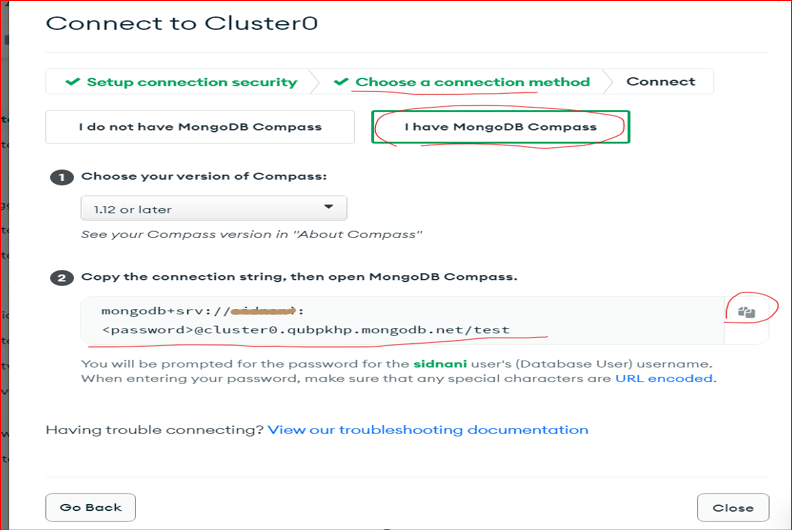 Connect to Cluster0
Setup connection security
Choose a connection method
Connect
I do not have MongoDB Compass
I have MongoDB Compass
1 Choose your version of Compass:
1.12 or later
See your Compass version in "About Compass"
2 Copy the connection string, then open MongoDB Compass.
mongodb+srv://:
<password>@cluster0.qubpkhp.mongodb.net/test
You will be prompted for the password for the sidnani user's (Database User) username.
When entering your password, make sure that any special characters are URL encoded.
Having trouble connecting? View our troubleshooting documentation
Go Back
Close